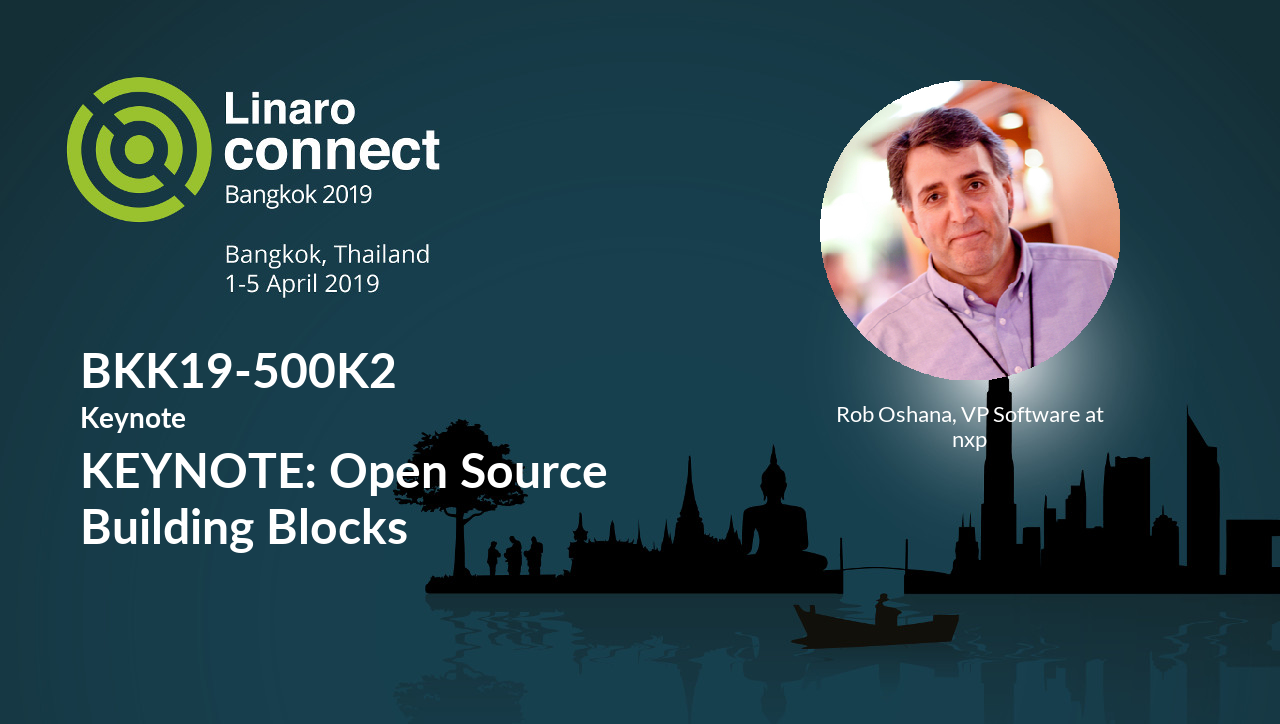 Linaro
connect
Bangkok 2019
Bangkok, Thailand
1-5 April 2019
BKK19-500K2
Keynote
KEYNOTE: Open Source
Building Blocks
Rob Oshana, VP Software at
nxp